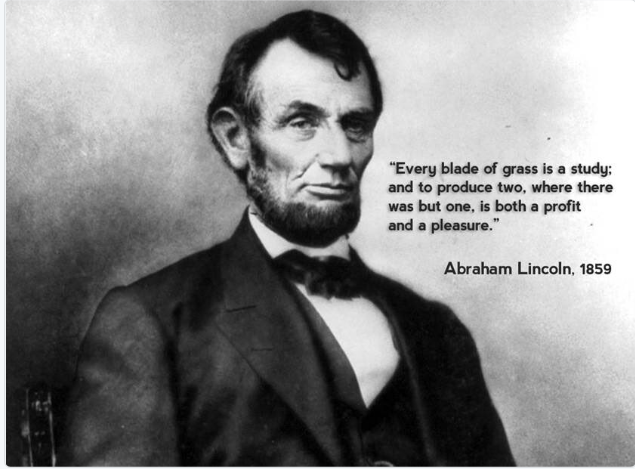 “Every blade of grass is a study;
and to produce two, where there
was but one, is both a profit
and a pleasure.”
Abraham Lincoln, 1859